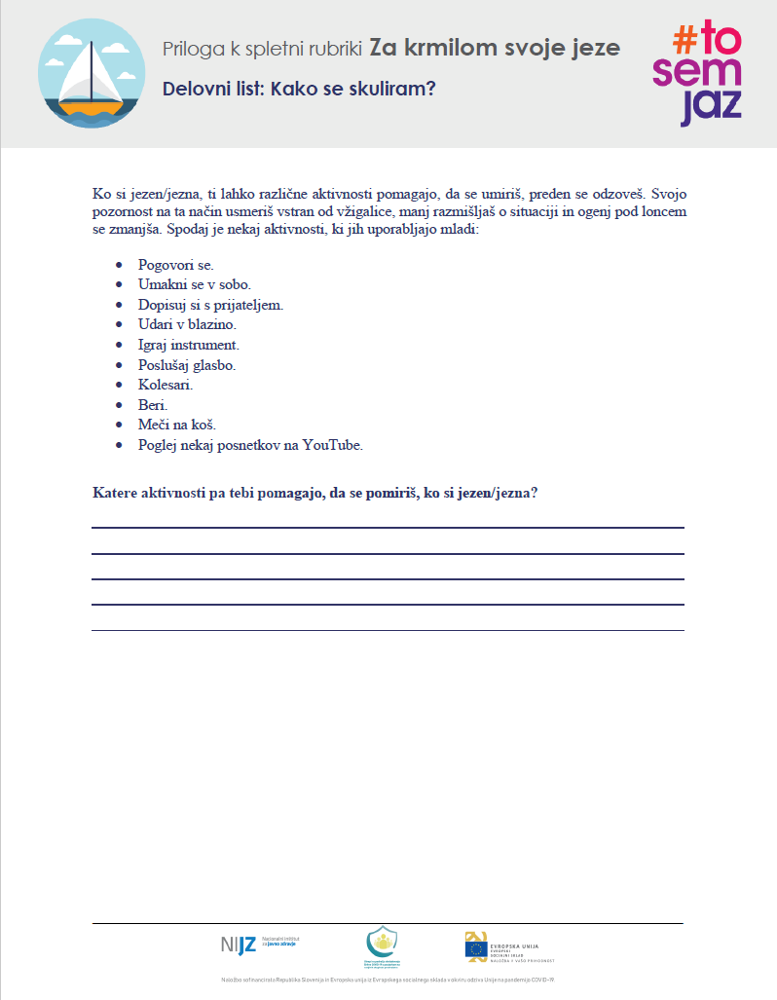 Priloga k spletni rubriki Za krmilom svoje jeze
Delovni list: Kako se skuliram?
#to
sem
jaz
Ko si jezen/jezna, ti lahko različne aktivnosti pomagajo, da se umiriš, preden se odzoveš. Svojo
pozornost na ta način usmeriš vstran od vžigalice, manj razmišljaš o situaciji in ogenj pod loncem
se zmanjša. Spodaj je nekaj aktivnosti, ki jih uporabljajo mladi:
• Pogovori se.
• Umakni se v sobo.
• Dopisuj si s prijateljem.
• Udari v blazino.
• Igraj instrument.
• Poslušaj glasbo.
• Kolesari.
• Beri.
• Meči na koš.
• Poglej nekaj posnetkov na YouTube.
Katere aktivnosti pa tebi pomagajo, da se pomiriš, ko si jezen/jezna?
NIJZ Nacionalni inštitut
za javno zdravje
EVROPSKA UNIJA
EVROPSKI
SOCIALNI SKLAD
NALOŽBA V VAŠO PRIHODNOST
Naložbo sofinancirata Republika Slovenija in Evropska unija iz Evropskega socialnega sklada v okviru odziva Unije na pandemijo COVID-19